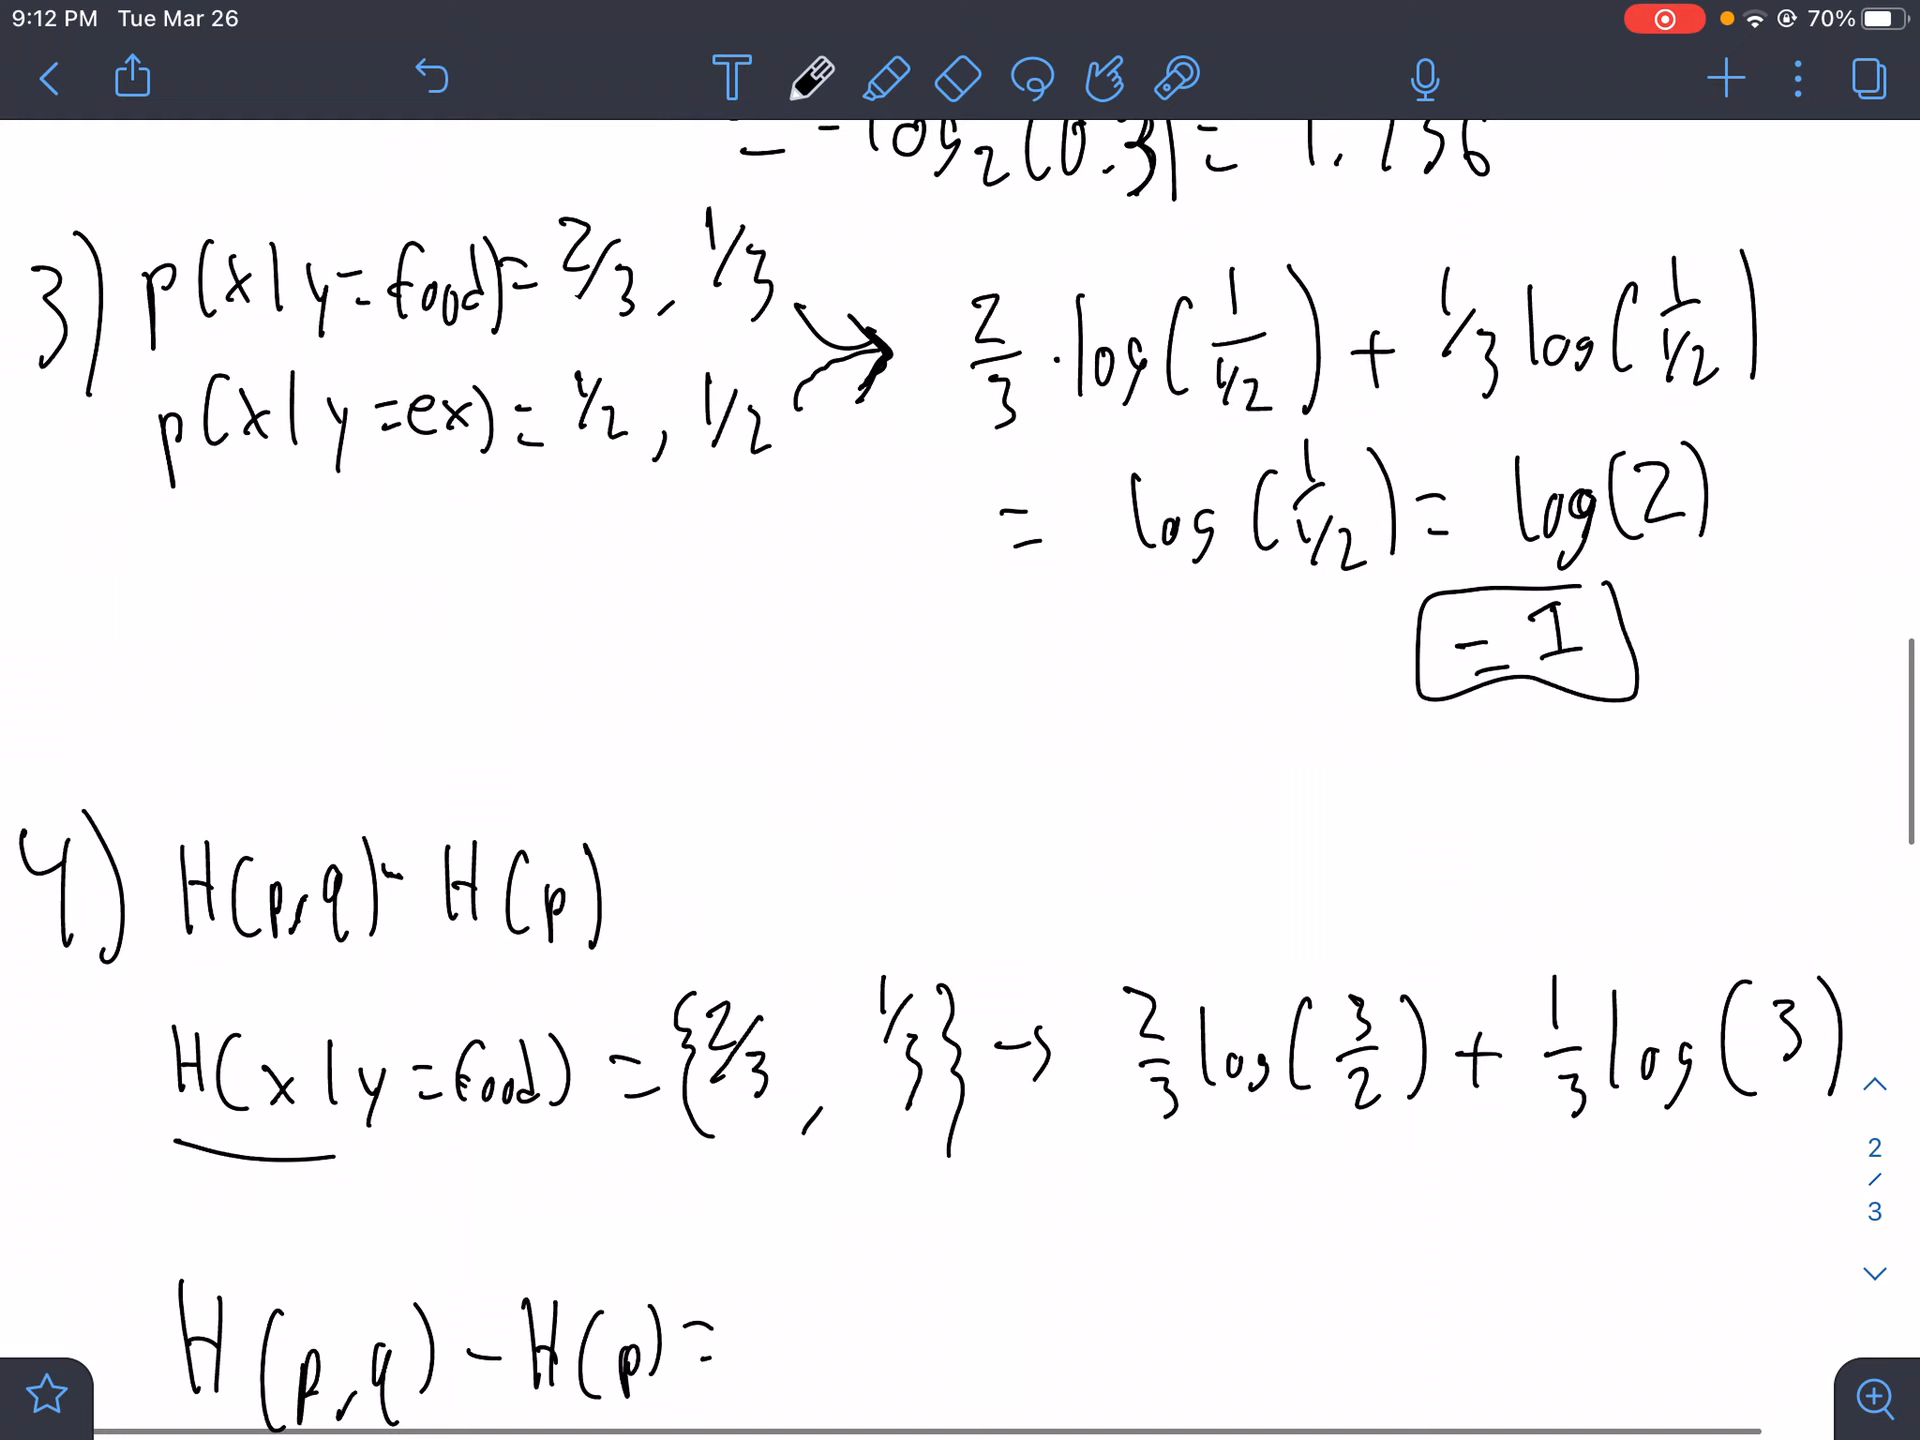 9:12 PM Tue Mar 26 70%
= -log₂(0.3) = 1.736
3) p(x|y=food) = 2/3, 1/3
p(x|y=ex) = 1/2, 1/2
2/3 · log(1/(1/2)) + 1/3 log(1/(1/2))
= log(1/(1/2)) = log(2)
= 1
4) H(p,q) - H(p)
H(x|y=food) = {2/3, 1/3} → 2/3 log(3/2) + 1/3 log(3)
H(p,q) - H(p) =
2
/
3